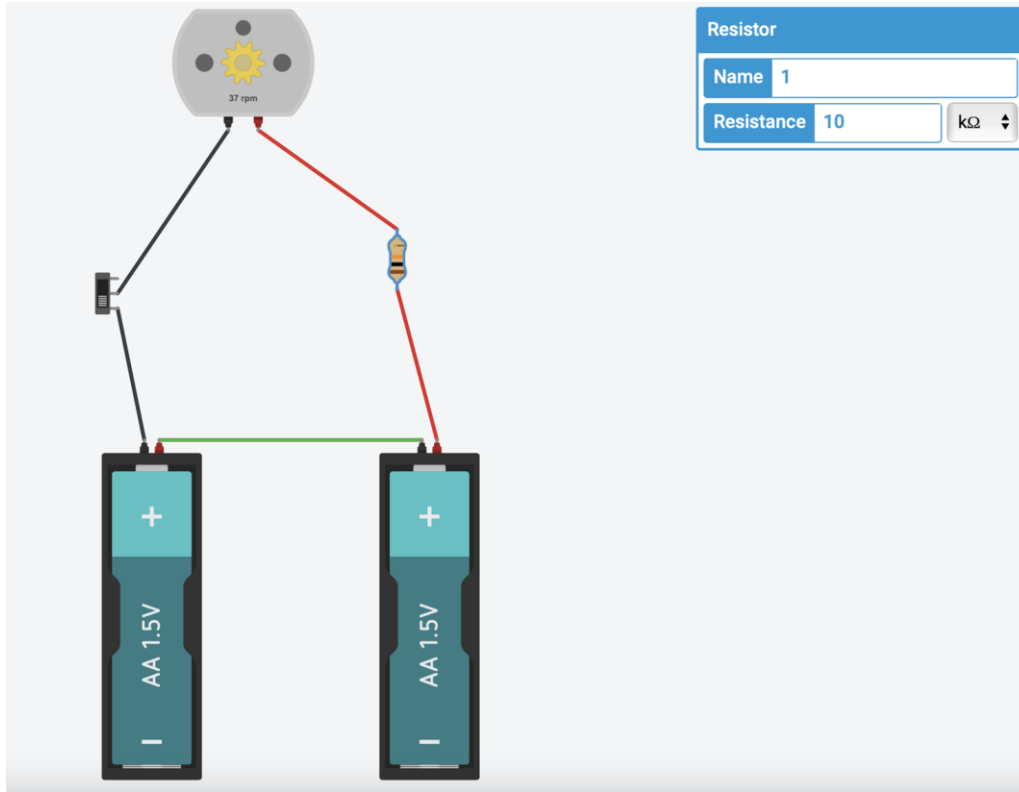 37 rpm
Resistor
Name 1
Resistance 10 kΩ
+
+
AA 1.5V
AA 1.5V
−
−